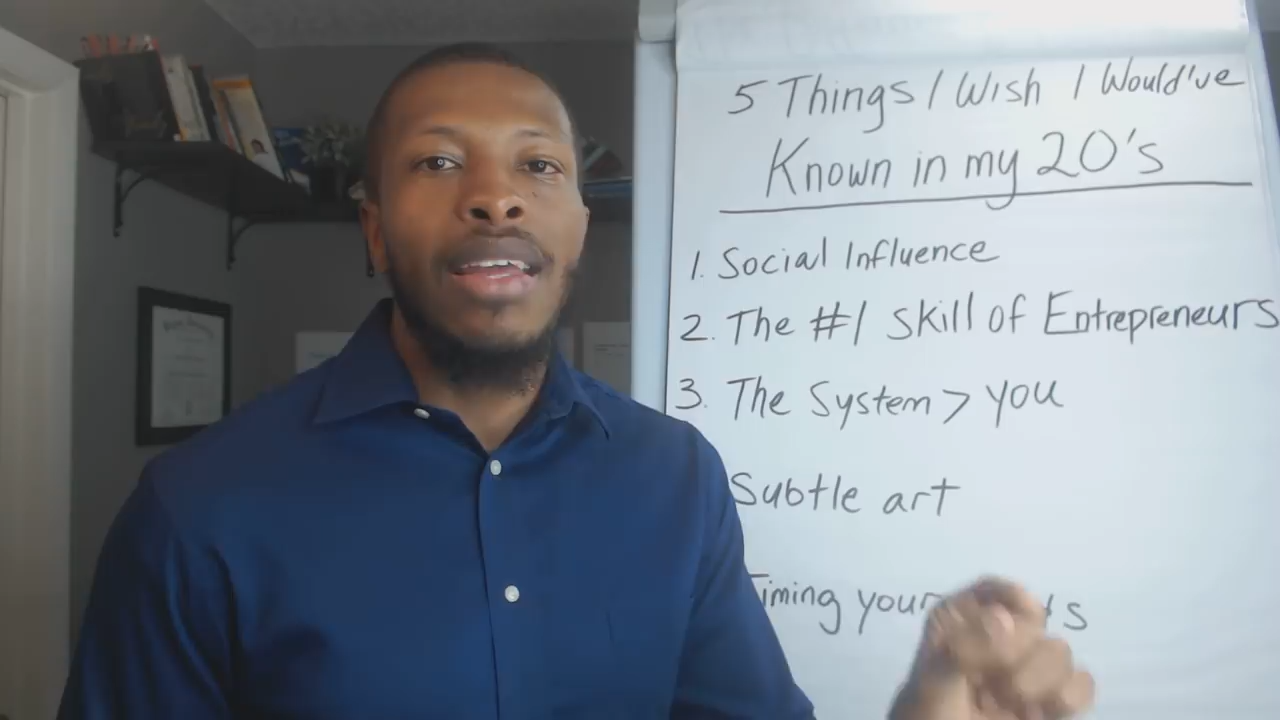 5 Things I Wish I Would've
Known in my 20's
1. Social Influence
2. The #1 Skill of Entrepreneurs
3. The System > you
Subtle art
Timing your